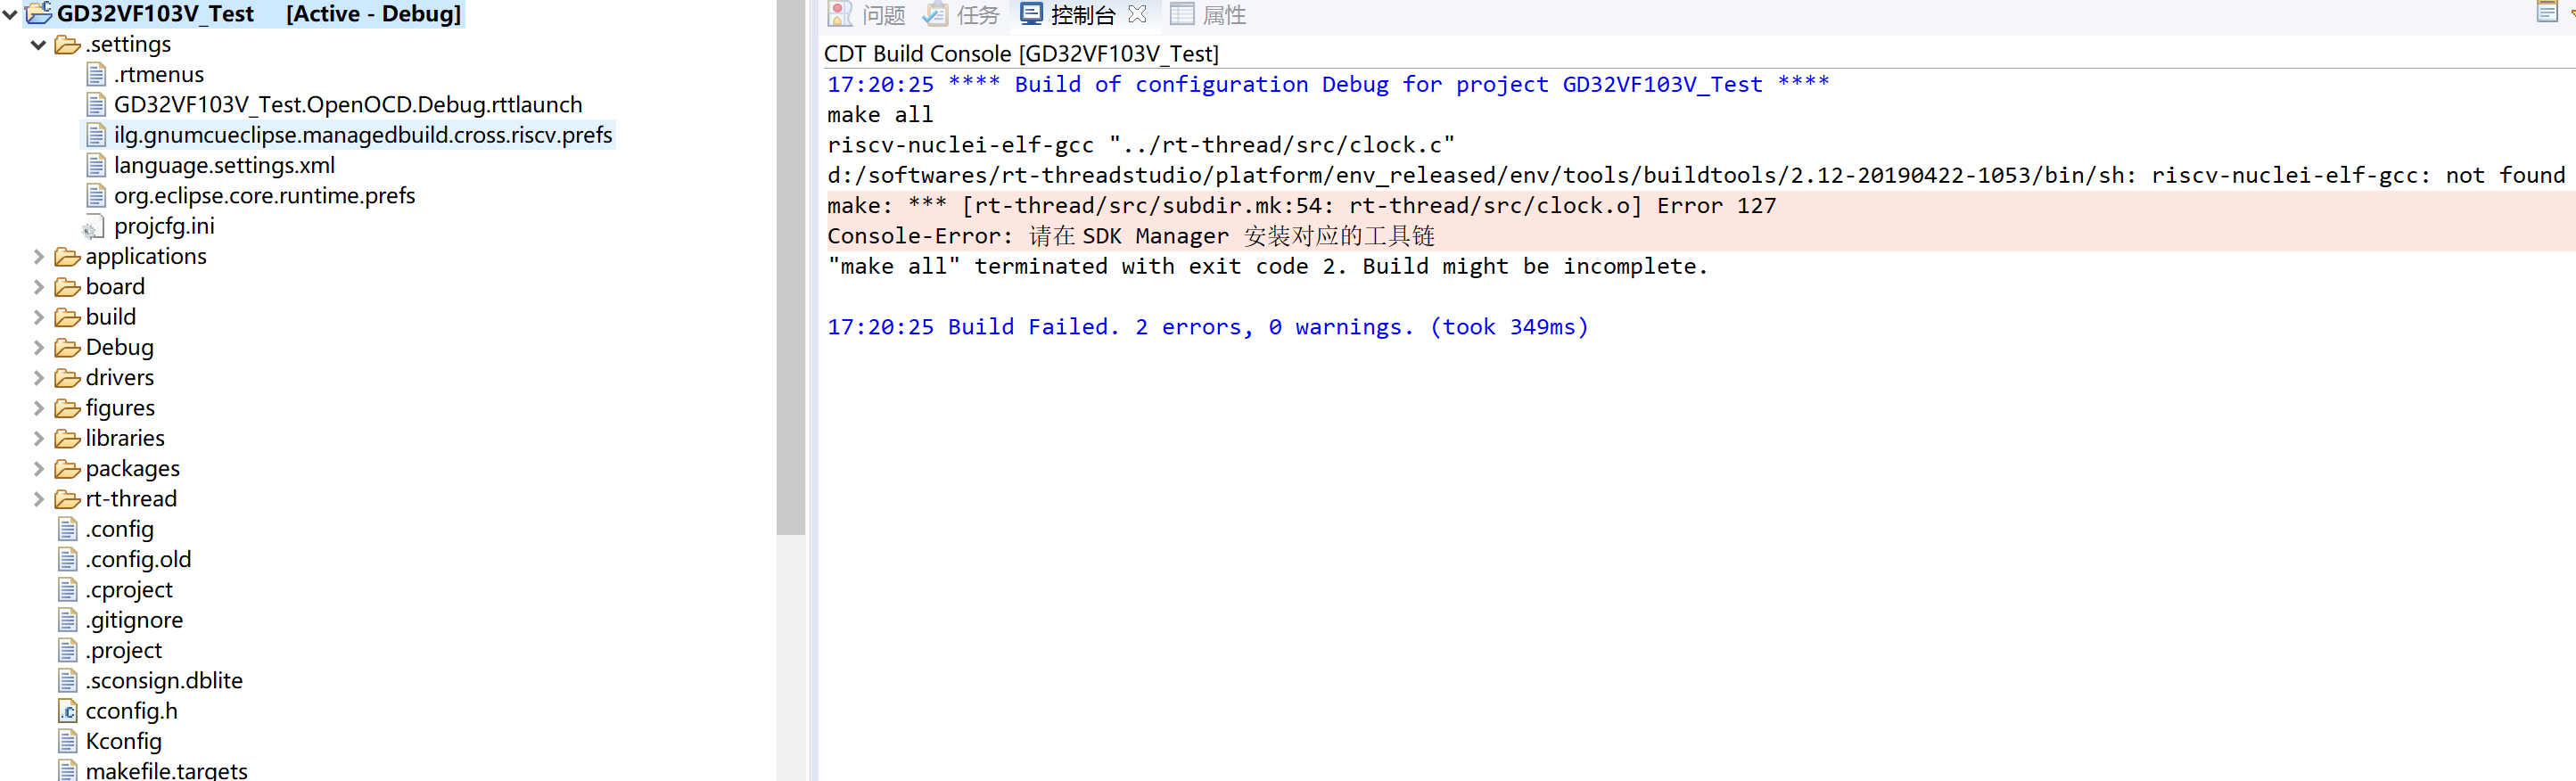 GD32VF103V_Test [Active - Debug]
.settings
.rtmenus
GD32VF103V_Test.OpenOCD.Debug.rttlaunch
ilg.gnumcueclipse.managedbuild.cross.riscv.prefs
language.settings.xml
org.eclipse.core.runtime.prefs
projcfg.ini
applications
board
build
Debug
drivers
figures
libraries
packages
rt-thread
.config
.config.old
.cproject
.gitignore
.project
.sconsign.dblite
cconfig.h
Kconfig
makefile.targets
问题 任务 控制台 属性
CDT Build Console [GD32VF103V_Test]
17:20:25 **** Build of configuration Debug for project GD32VF103V_Test ****
make all
riscv-nuclei-elf-gcc "../rt-thread/src/clock.c"
d:/softwares/rt-threadstudio/platform/env_released/env/tools/buildtools/2.12-20190422-1053/bin/sh: riscv-nuclei-elf-gcc: not found
make: *** [rt-thread/src/subdir.mk:54: rt-thread/src/clock.o] Error 127
Console-Error: 请在 SDK Manager 安装对应的工具链
"make all" terminated with exit code 2. Build might be incomplete.
17:20:25 Build Failed. 2 errors, 0 warnings. (took 349ms)